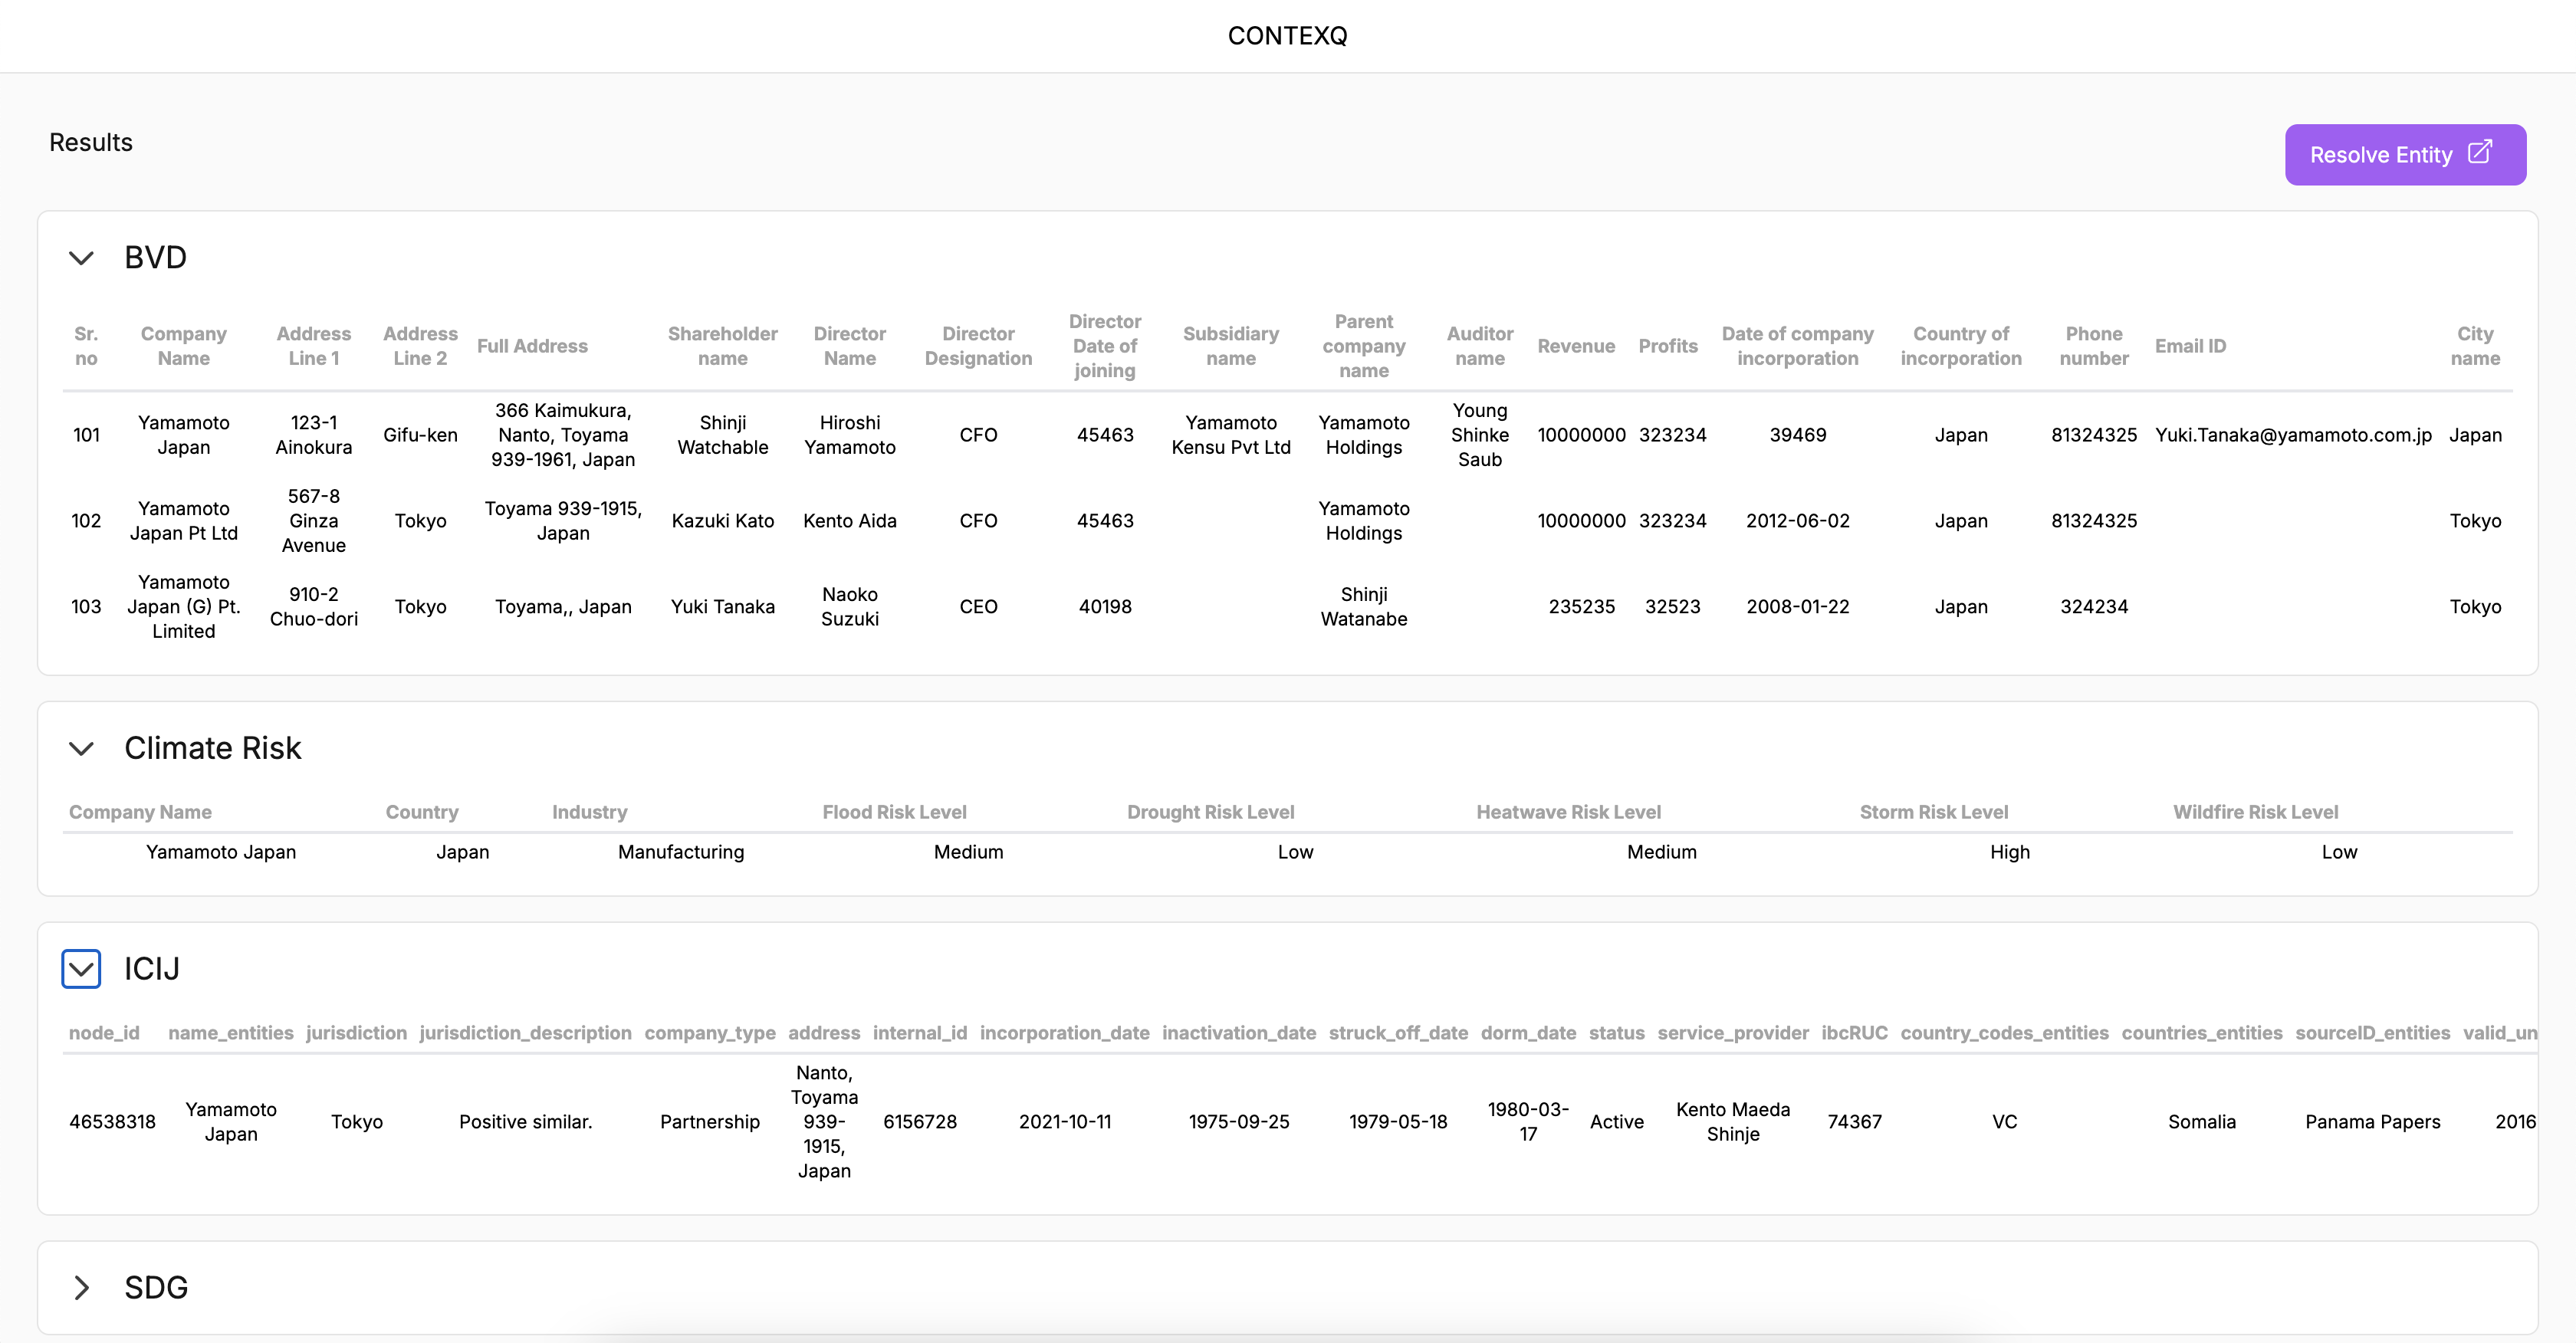 CONTEXQ
Results
Resolve Entity
BVD
Sr. no Company Name Address Line 1 Address Line 2 Full Address Shareholder name Director Name Director Designation Director Date of joining Subsidiary name Parent company name Auditor name Revenue Profits Date of company incorporation Country of incorporation Phone number Email ID City name
101 Yamamoto Japan 123-1 Ainokura Gifu-ken 366 Kaimukura, Nanto, Toyama 939-1961, Japan Shinji Watchable Hiroshi Yamamoto CFO 45463 Yamamoto Kensu Pvt Ltd Yamamoto Holdings Young Shinke Saub 10000000 323234 39469 Japan 81324325 Yuki.Tanaka@yamamoto.com.jp Japan
102 Yamamoto Japan Pt Ltd 567-8 Ginza Avenue Tokyo Toyama 939-1915, Japan Kazuki Kato Kento Aida CFO 45463 Yamamoto Holdings 10000000 323234 2012-06-02 Japan 81324325 Tokyo
103 Yamamoto Japan (G) Pt. Limited 910-2 Chuo-dori Tokyo Toyama,, Japan Yuki Tanaka Naoko Suzuki CEO 40198 Shinji Watanabe 235235 32523 2008-01-22 Japan 324234 Tokyo
Climate Risk
Company Name Country Industry Flood Risk Level Drought Risk Level Heatwave Risk Level Storm Risk Level Wildfire Risk Level
Yamamoto Japan Japan Manufacturing Medium Low Medium High Low
ICIJ
node_id name_entities jurisdiction jurisdiction_description company_type address internal_id incorporation_date inactivation_date struck_off_date dorm_date status service_provider ibcRUC country_codes_entities countries_entities sourceID_entities valid_un
46538318 Yamamoto Japan Tokyo Positive similar. Partnership Nanto, Toyama 939-1915, Japan 6156728 2021-10-11 1975-09-25 1979-05-18 1980-03-17 Active Kento Maeda Shinje 74367 VC Somalia Panama Papers 2016
SDG